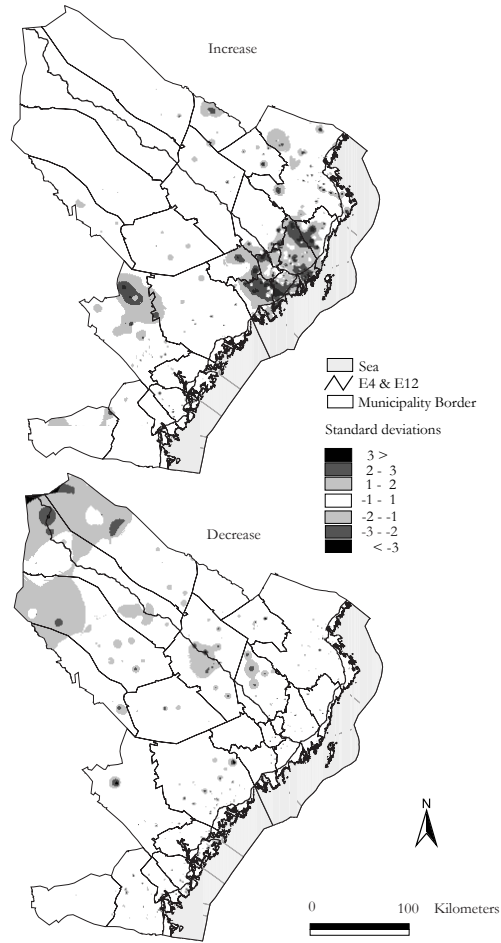 Increase
Sea
E4 & E12
Municipality Border
Standard deviations
3 >
2 - 3
1 - 2
-1 - 1
-2 - -1
-3 - -2
< -3
Decrease
N
0 100 Kilometers